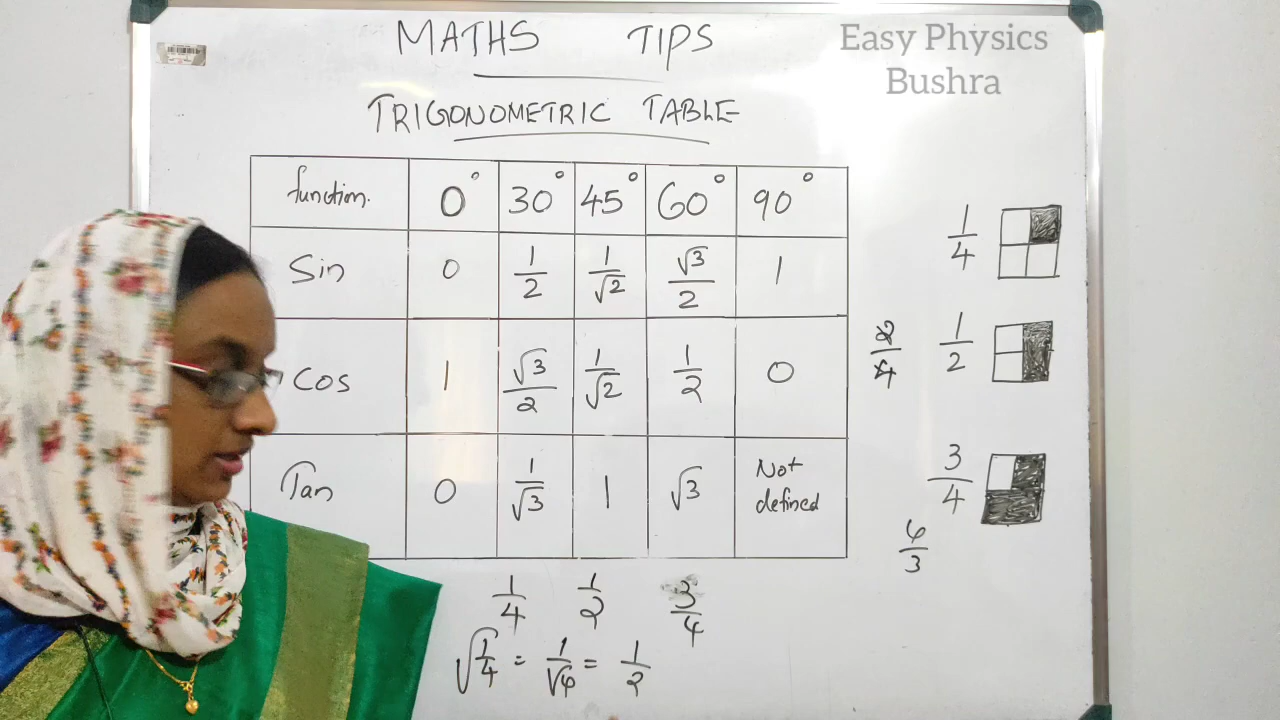 MATHS TIPS
Easy Physics
Bushra
TRIGONOMETRIC TABLE
function. 0° 30° 45° 60° 90°
Sin 0 1/2 1/√2 √3/2 1
Cos 1 √3/2 1/√2 1/2 0
Tan 0 1/√3 1 √3 Not defined
1/4
2/4 1/2
3/4
4/3
1/4 1/2 3/4
√1/4 = 1/√4 = 1/2